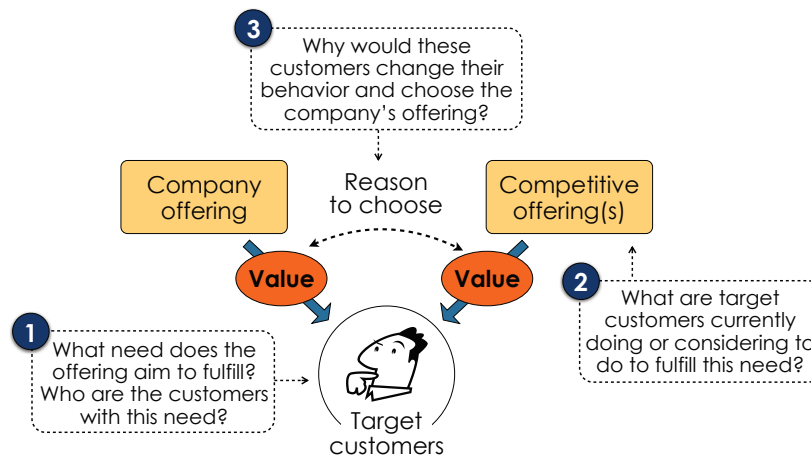 3
Why would these
customers change their
behavior and choose the
company's offering?
Company
offering
Reason
to choose
Competitive
offering(s)
Value
Value
1
What need does the
offering aim to fulfill?
Who are the customers
with this need?
2
What are target
customers currently
doing or considering to
do to fulfill this need?
Target
customers